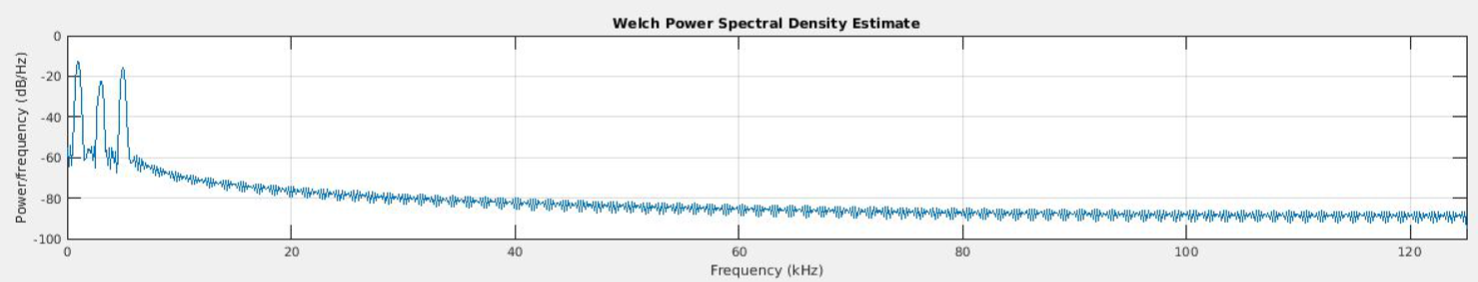 Welch Power Spectral Density Estimate
Power/frequency (dB/Hz)
0
-20
-40
-60
-80
-100
0 20 40 60 80 100 120
Frequency (kHz)